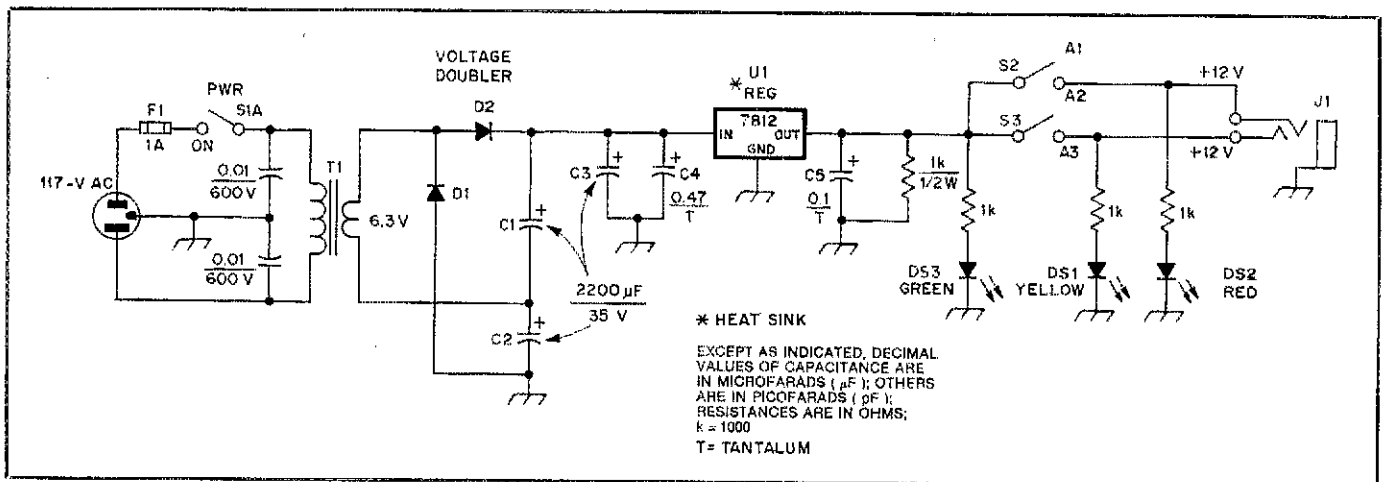 VOLTAGE
DOUBLER
PWR
F1
S1A
1A
ON
0.01
600 V
117-V AC
0.01
600 V
T1
6.3 V
D2
D1
C1
2200 µF
35 V
C2
C3
C4
0.47
T
U1
* REG
7812
IN
OUT
GND
C5
0.1
T
1k
1/2W
S2
A1
A2
S3
A3
+12 V
+12 V
J1
1k
1k
1k
DS3
GREEN
DS1
YELLOW
DS2
RED
* HEAT SINK
EXCEPT AS INDICATED, DECIMAL
VALUES OF CAPACITANCE ARE
IN MICROFARADS ( µF ); OTHERS
ARE IN PICOFARADS ( pF );
RESISTANCES ARE IN OHMS;
k = 1000
T= TANTALUM